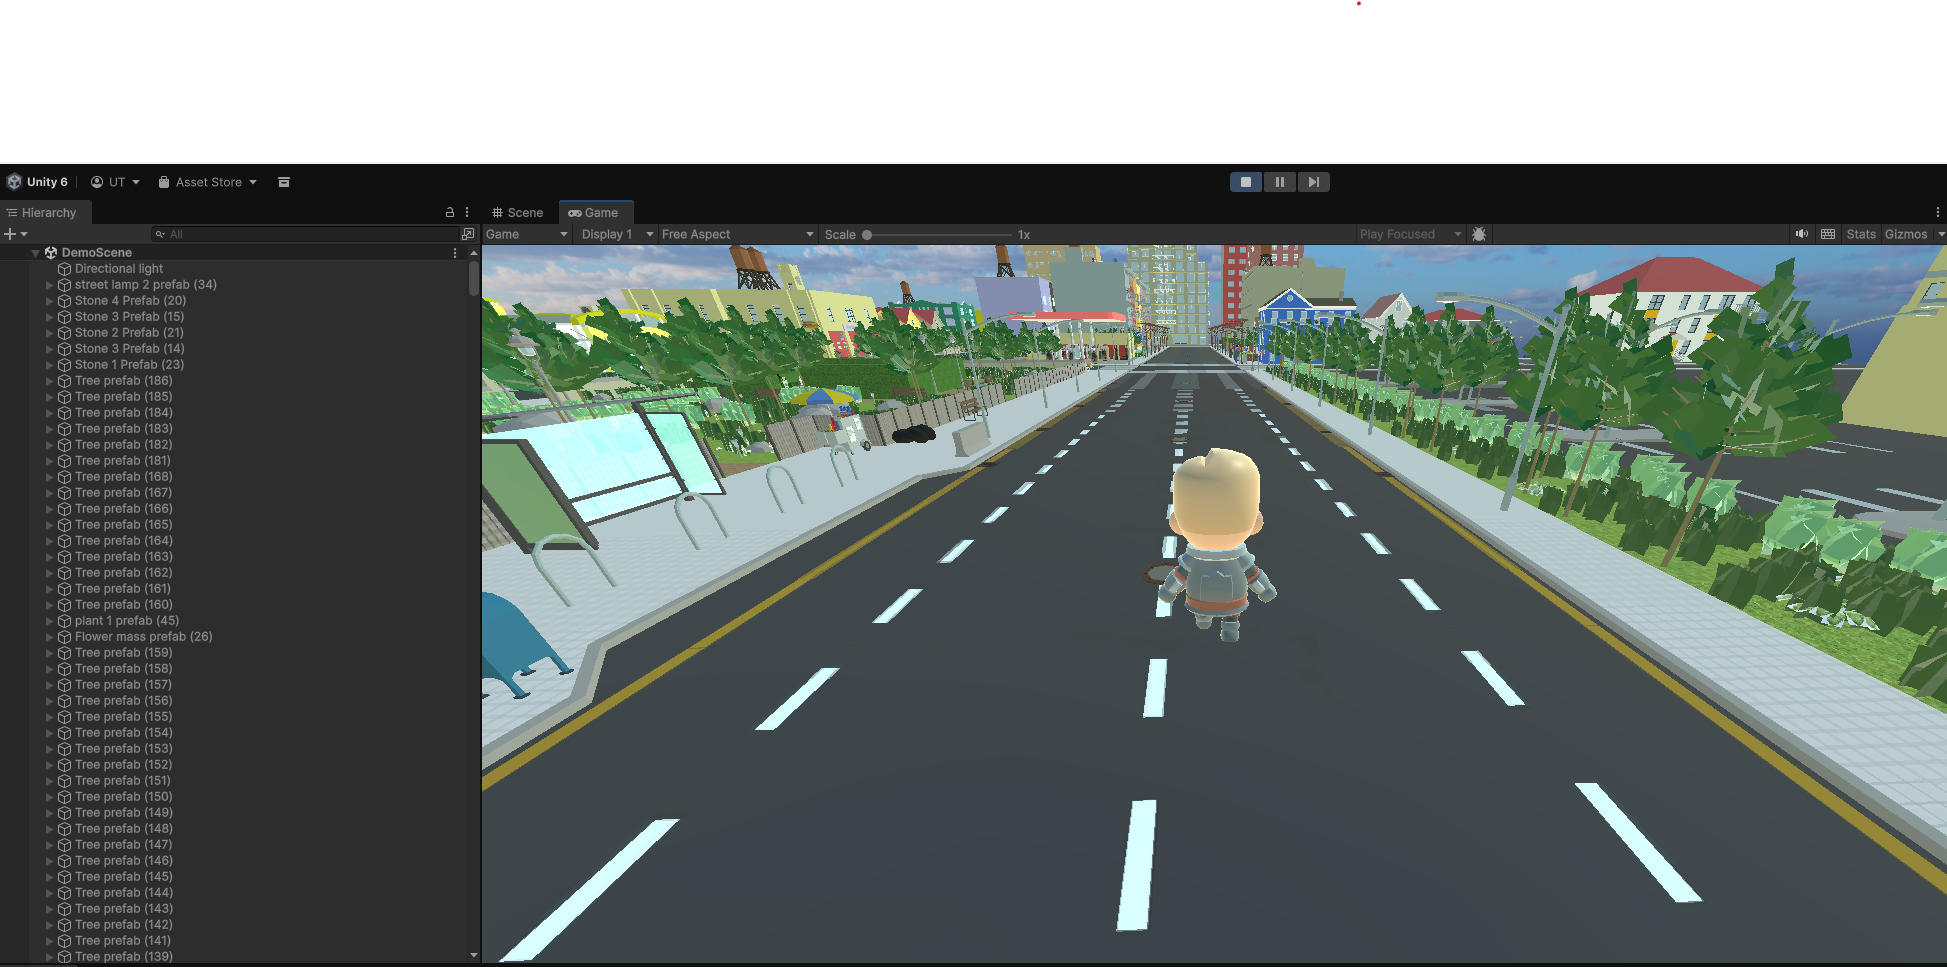 Unity 6 UT Asset Store
Hierarchy
Scene Game
All
Game Display 1 Free Aspect Scale 1x Play Focused Stats Gizmos
DemoScene
Directional light
street lamp 2 prefab (34)
Stone 4 Prefab (20)
Stone 3 Prefab (15)
Stone 2 Prefab (21)
Stone 3 Prefab (14)
Stone 1 Prefab (23)
Tree prefab (186)
Tree prefab (185)
Tree prefab (184)
Tree prefab (183)
Tree prefab (182)
Tree prefab (181)
Tree prefab (168)
Tree prefab (167)
Tree prefab (166)
Tree prefab (165)
Tree prefab (164)
Tree prefab (163)
Tree prefab (162)
Tree prefab (161)
Tree prefab (160)
plant 1 prefab (45)
Flower mass prefab (26)
Tree prefab (159)
Tree prefab (158)
Tree prefab (157)
Tree prefab (156)
Tree prefab (155)
Tree prefab (154)
Tree prefab (153)
Tree prefab (152)
Tree prefab (151)
Tree prefab (150)
Tree prefab (149)
Tree prefab (148)
Tree prefab (147)
Tree prefab (146)
Tree prefab (145)
Tree prefab (144)
Tree prefab (143)
Tree prefab (142)
Tree prefab (141)
Tree prefab (139)